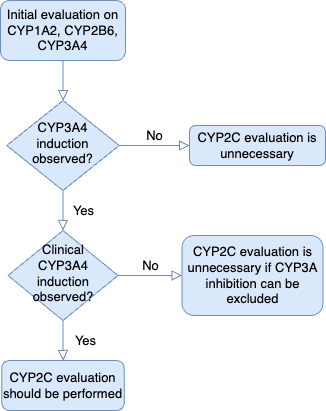 Initial evaluation on
CYP1A2, CYP2B6,
CYP3A4
CYP3A4
induction
observed?
No
CYP2C evaluation is
unnecessary
Yes
Clinical
CYP3A4
induction
observed?
No
CYP2C evaluation is
unnecessary if CYP3A
inhibition can be
excluded
Yes
CYP2C evaluation
should be performed